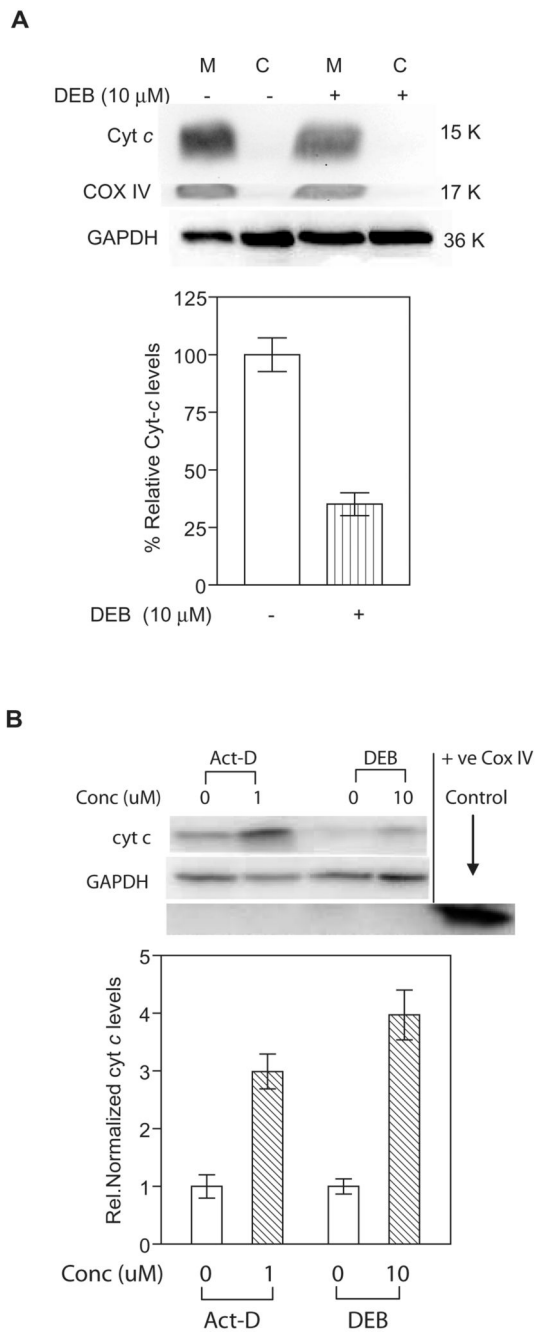 A
M C M C
DEB (10 μM) - - + +
Cyt c 15 K
COX IV 17 K
GAPDH 36 K
125
100
75
50
25
0
% Relative Cyt-c levels
DEB (10 μM) - +
B
Act-D DEB + ve Cox IV
Conc (uM) 0 1 0 10 Control
cyt c
GAPDH
5
4
3
2
1
0
Rel.Normalized cyt c levels
Conc (uM) 0 1 0 10
Act-D DEB